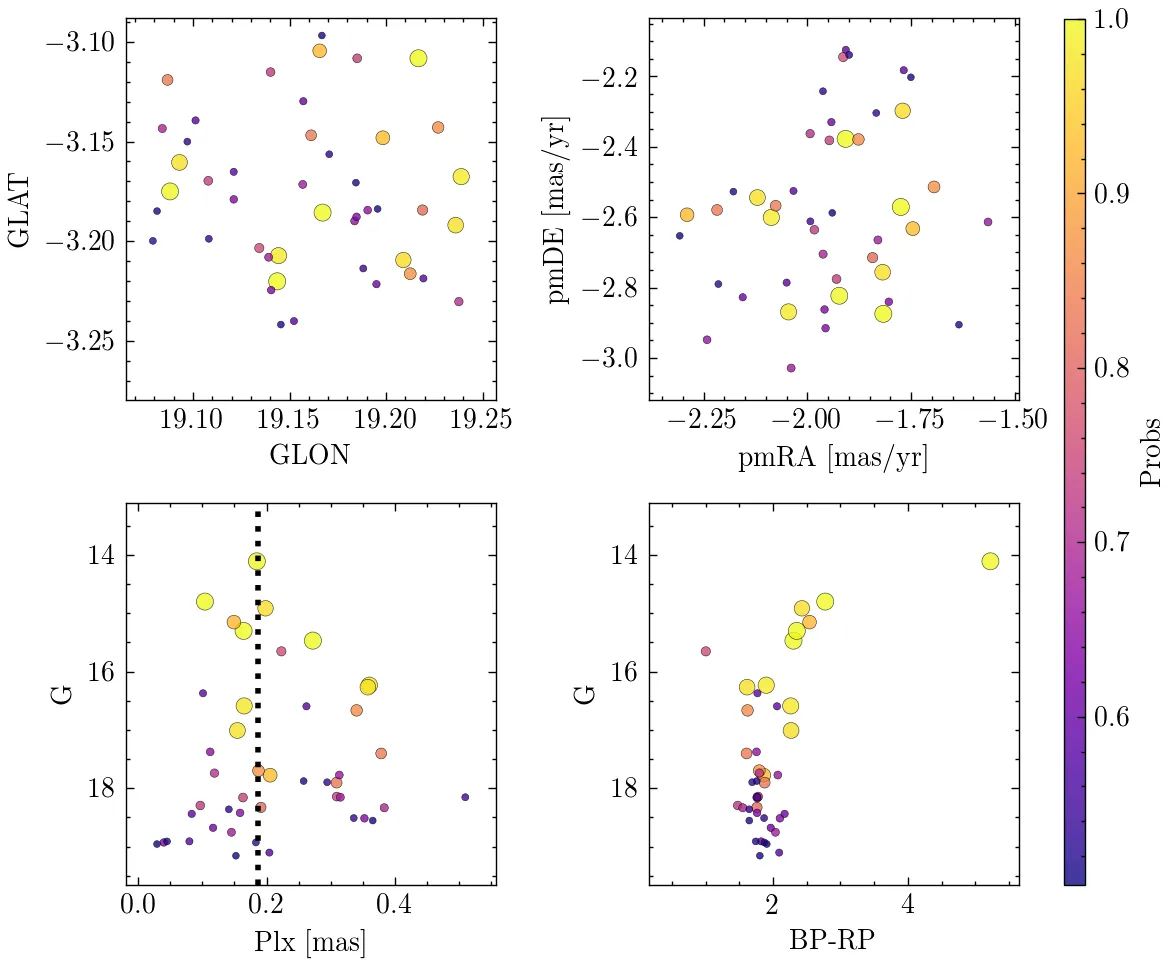 −3.10
−3.15
−3.20
−3.25
GLAT
19.10 19.15 19.20 19.25
GLON
−2.2
−2.4
−2.6
−2.8
−3.0
pmDE [mas/yr]
−2.25 −2.00 −1.75 −1.50
pmRA [mas/yr]
14
16
18
G
0.0 0.2 0.4
Plx [mas]
14
16
18
G
2 4
BP-RP
1.0
0.9
0.8
0.7
0.6
Probs